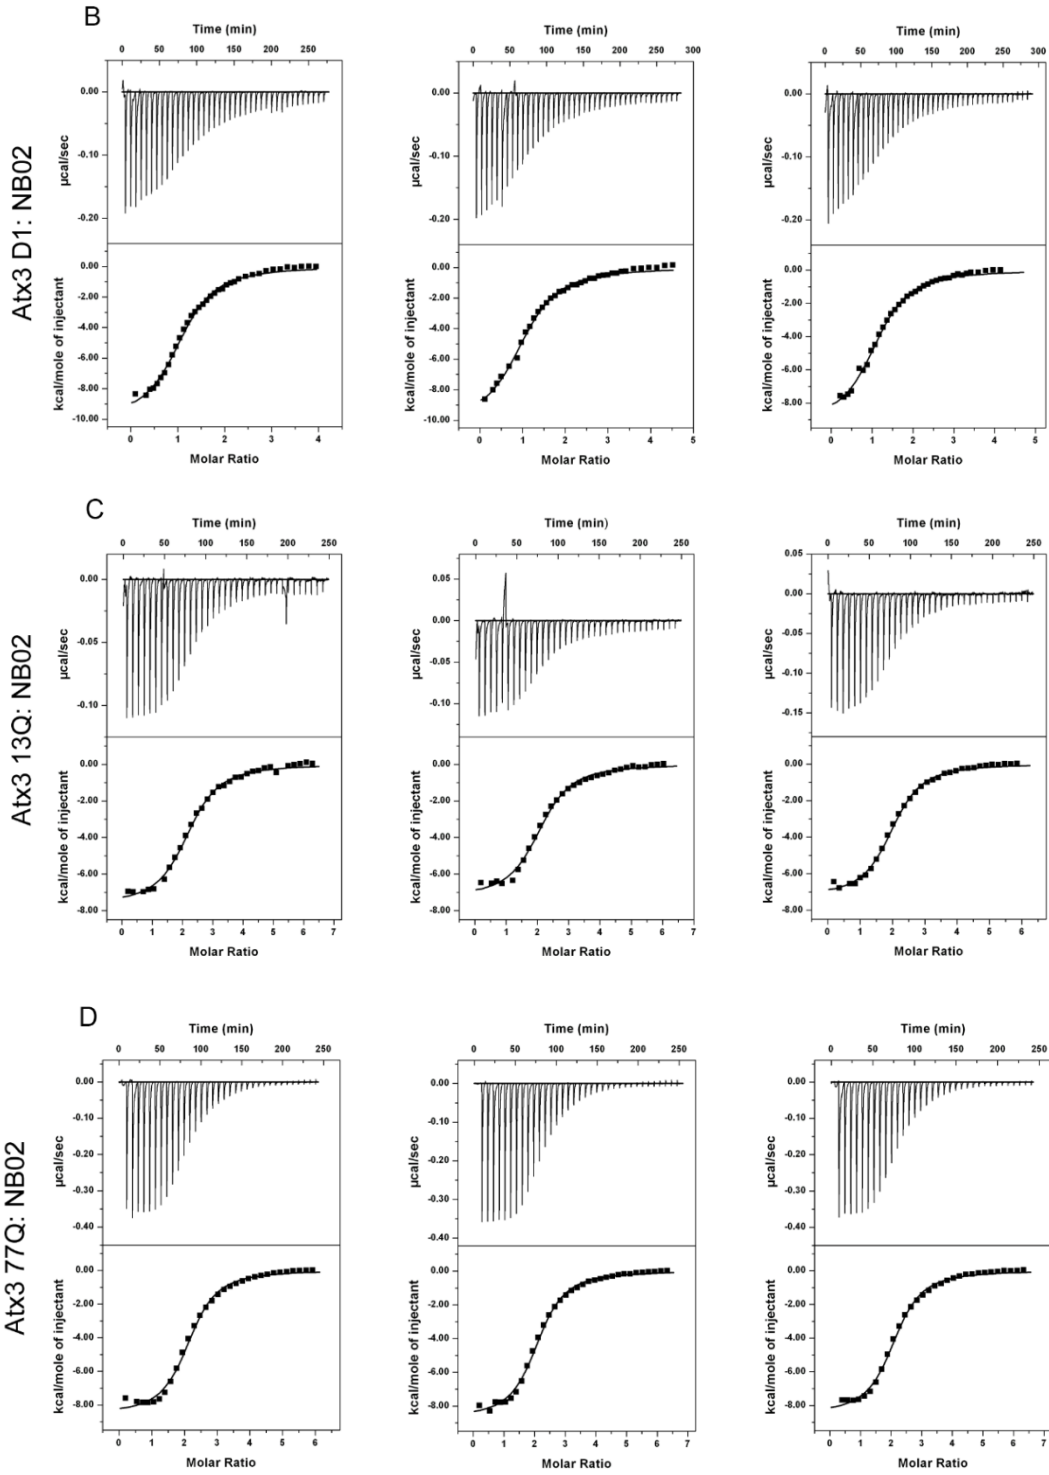 B
Atx3 D1: NB02
Time (min)
0 50 100 150 200 250
0.00
-0.10
-0.20
µcal/sec
0.00
-2.00
-4.00
-6.00
-8.00
-10.00
kcal/mole of injectant
0 1 2 3 4
Molar Ratio
Time (min)
0 50 100 150 200 250 300
0.00
-0.10
-0.20
µcal/sec
0.00
-2.00
-4.00
-6.00
-8.00
-10.00
kcal/mole of injectant
0 1 2 3 4 5
Molar Ratio
Time (min)
0 50 100 150 200 250 300
0.00
-0.10
-0.20
µcal/sec
0.00
-2.00
-4.00
-6.00
-8.00
kcal/mole of injectant
0 1 2 3 4 5
Molar Ratio
C
Atx3 13Q: NB02
Time (min)
0 50 100 150 200 250
0.00
-0.05
-0.10
µcal/sec
0.00
-2.00
-4.00
-6.00
-8.00
kcal/mole of injectant
0 1 2 3 4 5 6 7
Molar Ratio
Time (min)
0 50 100 150 200 250
0.05
0.00
-0.05
-0.10
µcal/sec
0.00
-2.00
-4.00
-6.00
-8.00
kcal/mole of injectant
0 1 2 3 4 5 6 7
Molar Ratio
Time (min)
0 50 100 150 200 250
0.05
0.00
-0.05
-0.10
-0.15
µcal/sec
0.00
-2.00
-4.00
-6.00
-8.00
kcal/mole of injectant
0 1 2 3 4 5 6
Molar Ratio
D
Atx3 77Q: NB02
Time (min)
0 50 100 150 200 250
0.00
-0.10
-0.20
-0.30
-0.40
µcal/sec
0.00
-2.00
-4.00
-6.00
-8.00
kcal/mole of injectant
0 1 2 3 4 5 6
Molar Ratio
Time (min)
0 50 100 150 200 250
0.00
-0.10
-0.20
-0.30
-0.40
µcal/sec
0.00
-2.00
-4.00
-6.00
-8.00
kcal/mole of injectant
0 1 2 3 4 5 6 7
Molar Ratio
Time (min)
0 50 100 150 200 250
0.00
-0.10
-0.20
-0.30
-0.40
µcal/sec
0.00
-2.00
-4.00
-6.00
-8.00
kcal/mole of injectant
0 1 2 3 4 5 6 7
Molar Ratio